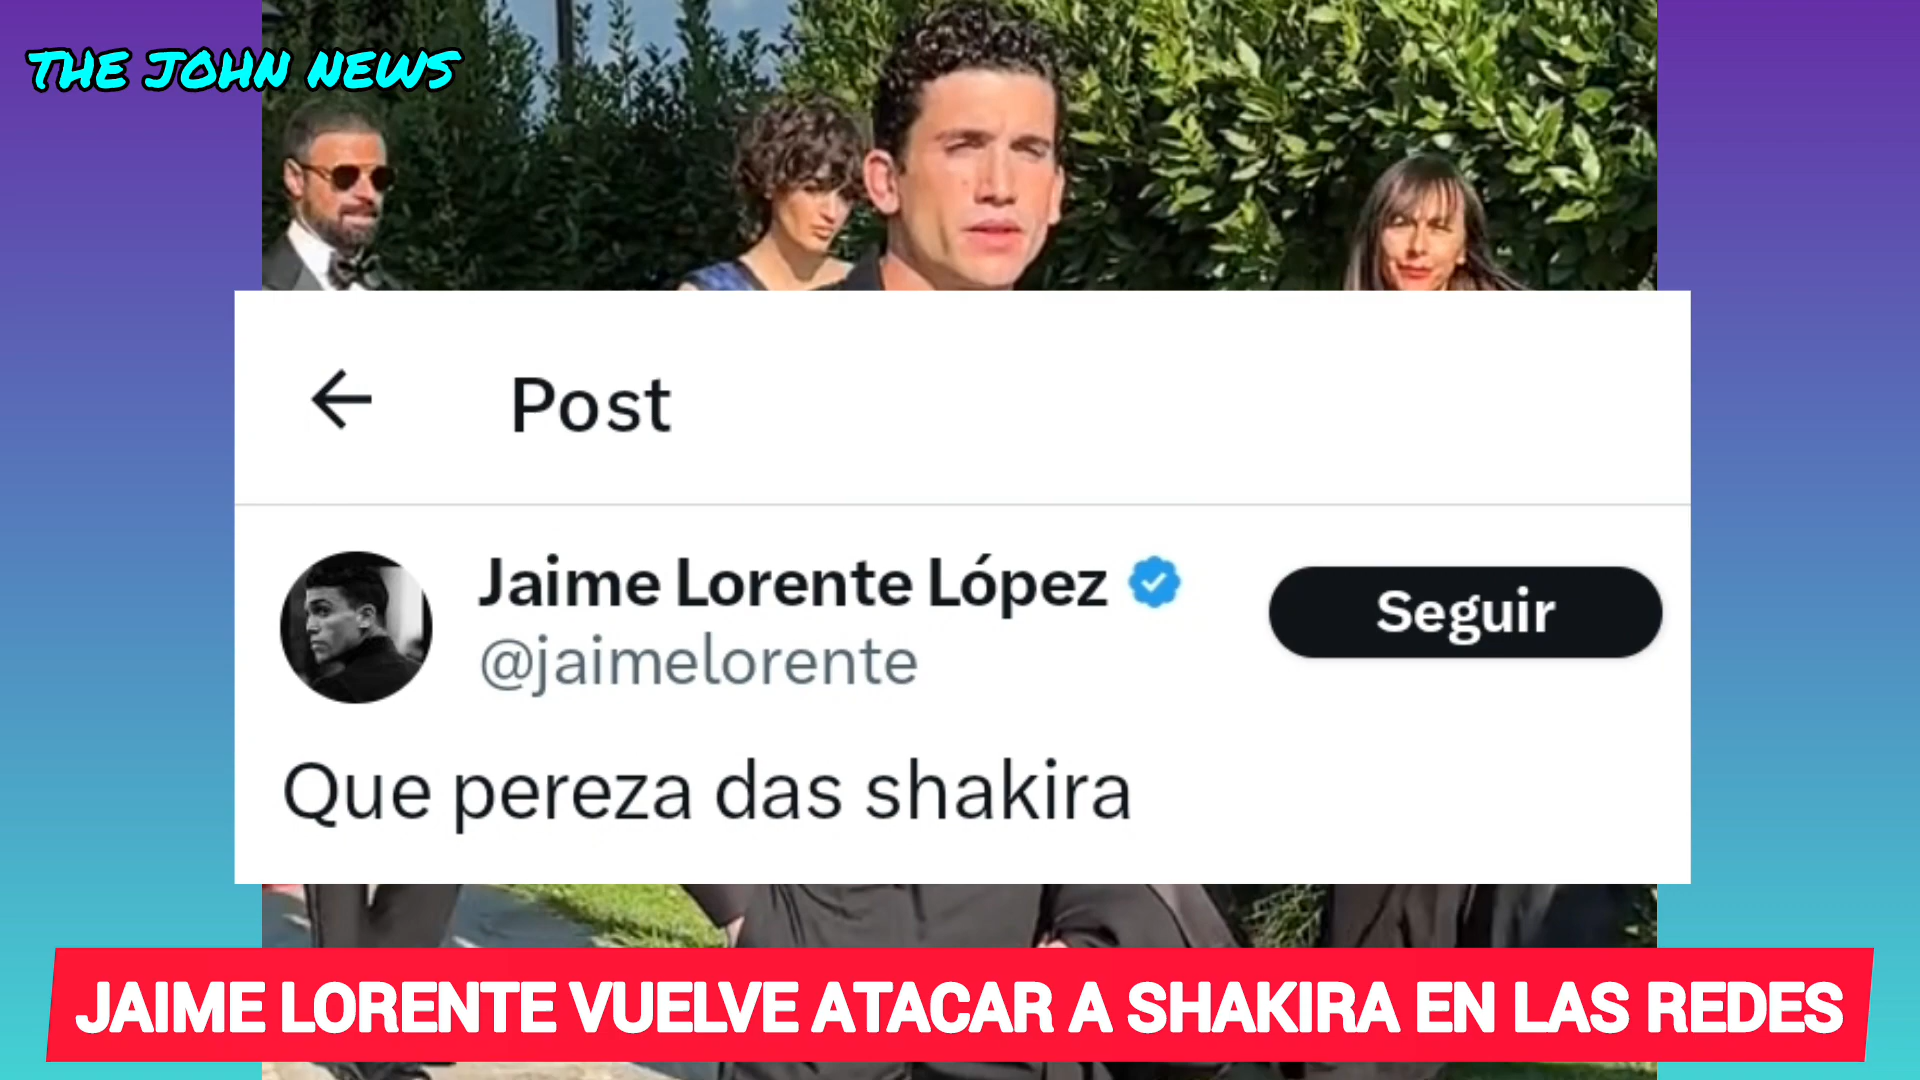 THE JOHN NEWS
Post
Jaime Lorente López
Seguir
@jaimelorente
Que pereza das shakira
JAIME LORENTE VUELVE ATACAR A SHAKIRA EN LAS REDES